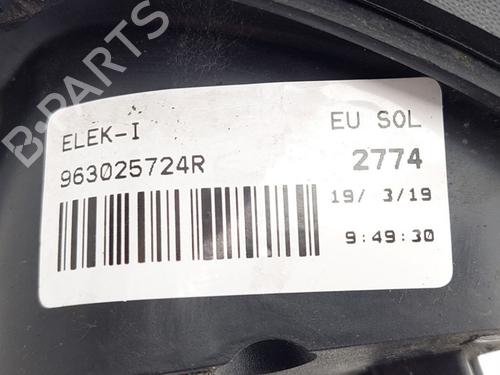 B-PARTS
ELEK-I
EU SOL
963025724R
2774
19/ 3/19
9:49:30